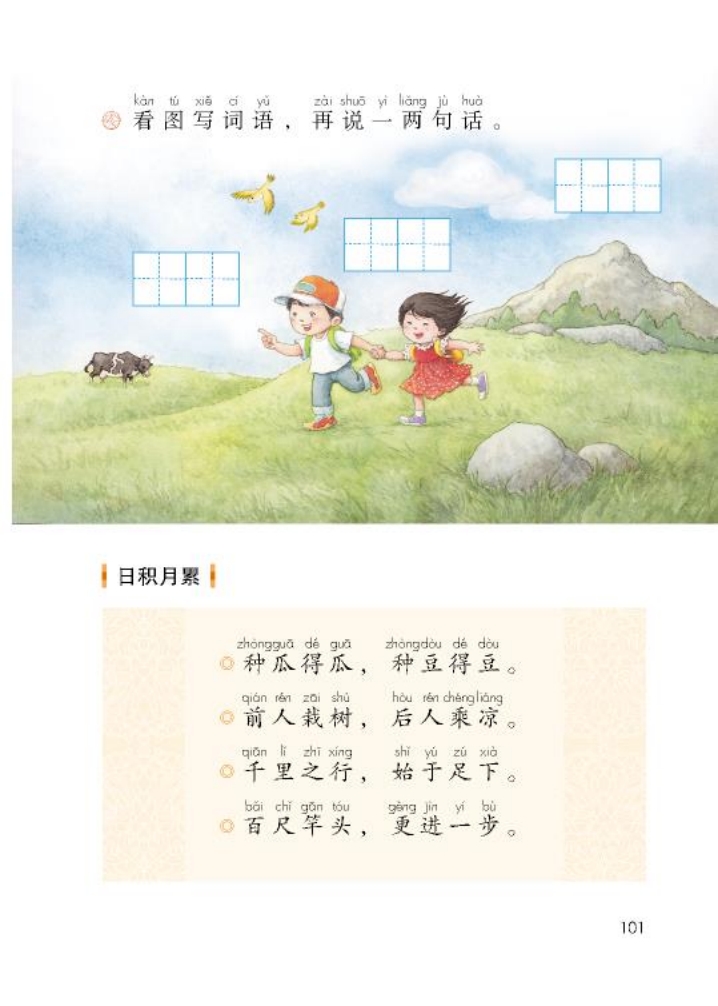 kàn tú xiě cí yǔ zài shuō yì liǎng jù huà
看图写词语，再说一两句话。
日积月累
zhòngguā dé guā zhòngdòu dé dòu
种瓜得瓜，种豆得豆。
qián rén zāi shù hòu rén chéngliáng
前人栽树，后人乘凉。
qiān lǐ zhī xíng shǐ yú zú xià
千里之行，始于足下。
bǎi chǐ gān tóu gèng jìn yí bù
百尺竿头，更进一步。
101